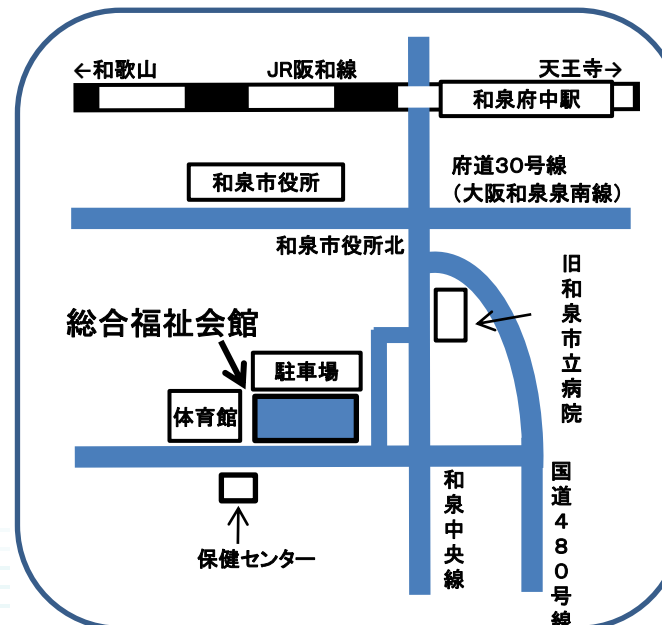 ←和歌山
JR阪和線
天王寺→
和泉府中駅
和泉市役所
府道30号線
（大阪和泉泉南線）
和泉市役所北
旧和泉市立病院
総合福祉会館
駐車場
体育館
保健センター
和泉中央線
国道480号線